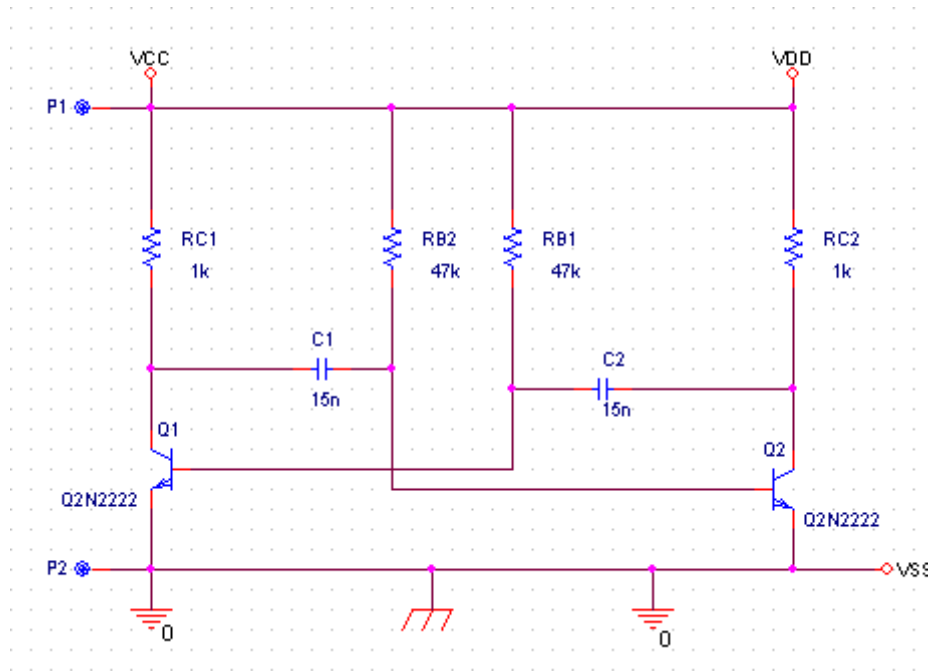 VCC VDD
P1
RC1 RB2 RB1 RC2
1k 47k 47k 1k
C1 C2
15n 15n
Q1 Q2
Q2N2222 Q2N2222
P2 VSS
0 0